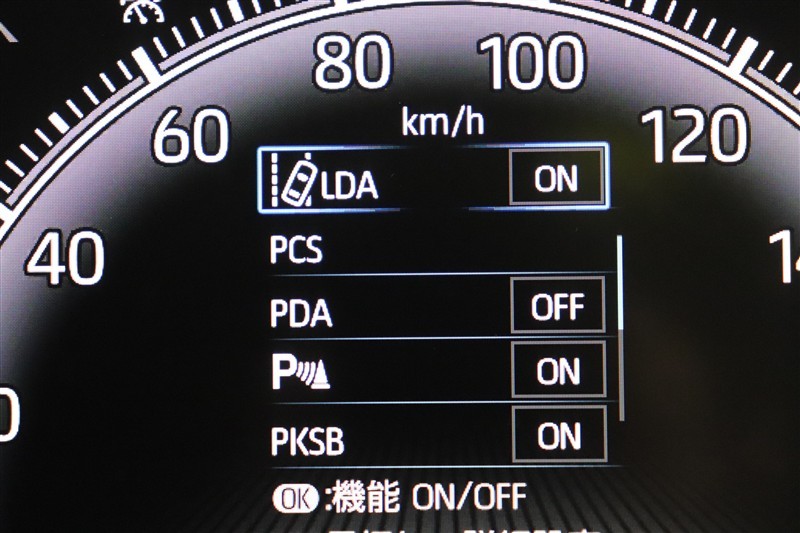 80 100
km/h
60 120
LDA ON
40
PCS
PDA OFF
P ON
PKSB ON
OK:機能 ON/OFF